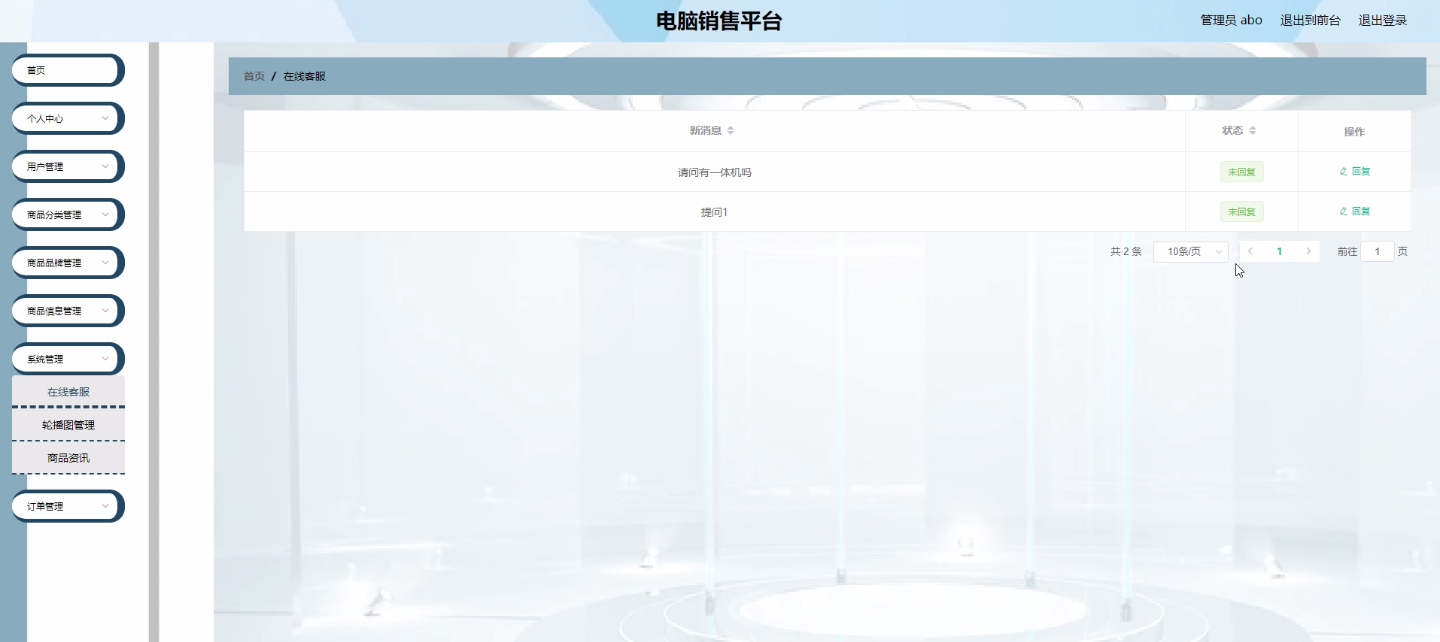 电脑销售平台
管理员 abo 退出到前台 退出登录
首页
个人中心
用户管理
商品分类管理
商品品牌管理
商品信息管理
系统管理
在线客服
轮播图管理
商品资讯
订单管理
首页 / 在线客服
新消息 状态 操作
请问有一体机吗 未回复 回复
提问1 未回复 回复
共 2 条 10条/页 1 前往 1 页